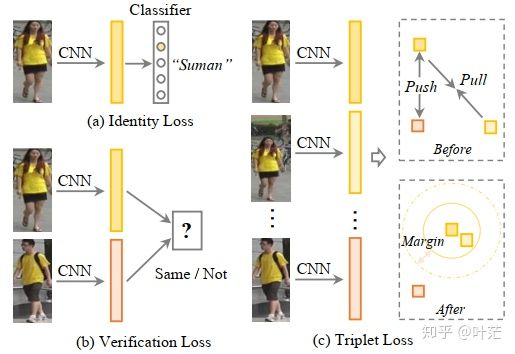 Classifier
CNN
"Suman"
(a) Identity Loss
CNN
CNN
?
Same / Not
(b) Verification Loss
CNN
CNN
CNN
Push
Pull
Before
Margin
After
(c) Triplet Loss
知乎 @叶茫